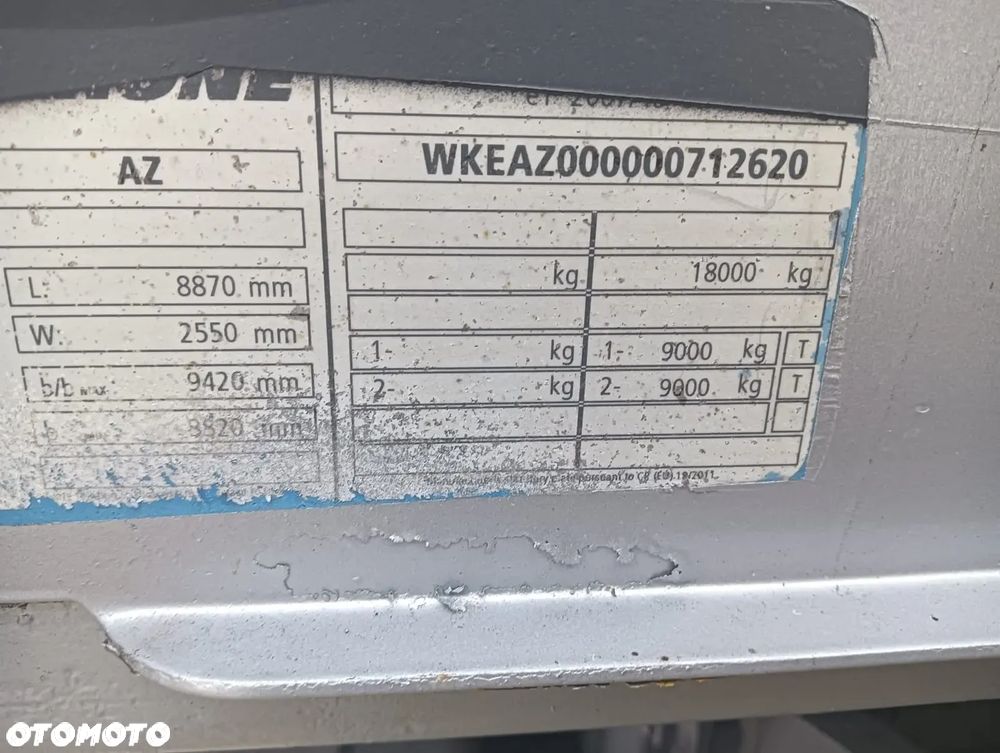 AZ
L: 8870 mm
W: 2550 mm
b/b MAX: 9420 mm
WKEAZ000000712620
kg 18000 kg
1- kg 1-: 9000 kg T
2- kg 2- 9000 kg T
OTOMOTO